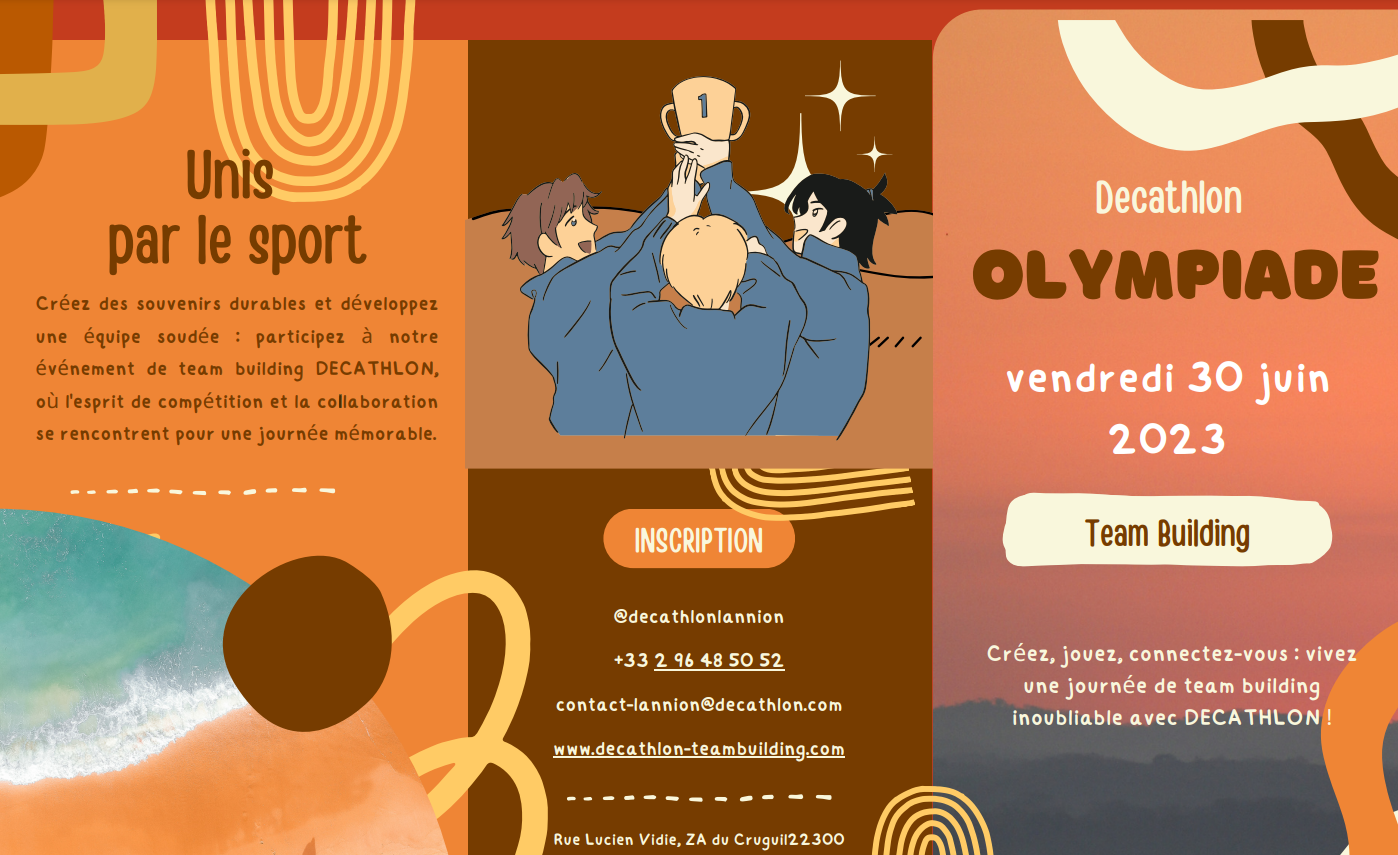 Unis
par le sport
Créez des souvenirs durables et développez
une équipe soudée : participez à notre
événement de team building DECATHLON,
où l'esprit de compétition et la collaboration
se rencontrent pour une journée mémorable.
1
INSCRIPTION
@decathlonlannion
+33 2 96 48 50 52
contact-lannion@decathlon.com
www.decathlon-teambuilding.com
Rue Lucien Vidie, ZA du Cruguil22300
Decathlon
OLYMPIADE
vendredi 30 juin
2023
Team Building
Créez, jouez, connectez-vous : vivez
une journée de team building
inoubliable avec DECATHLON !